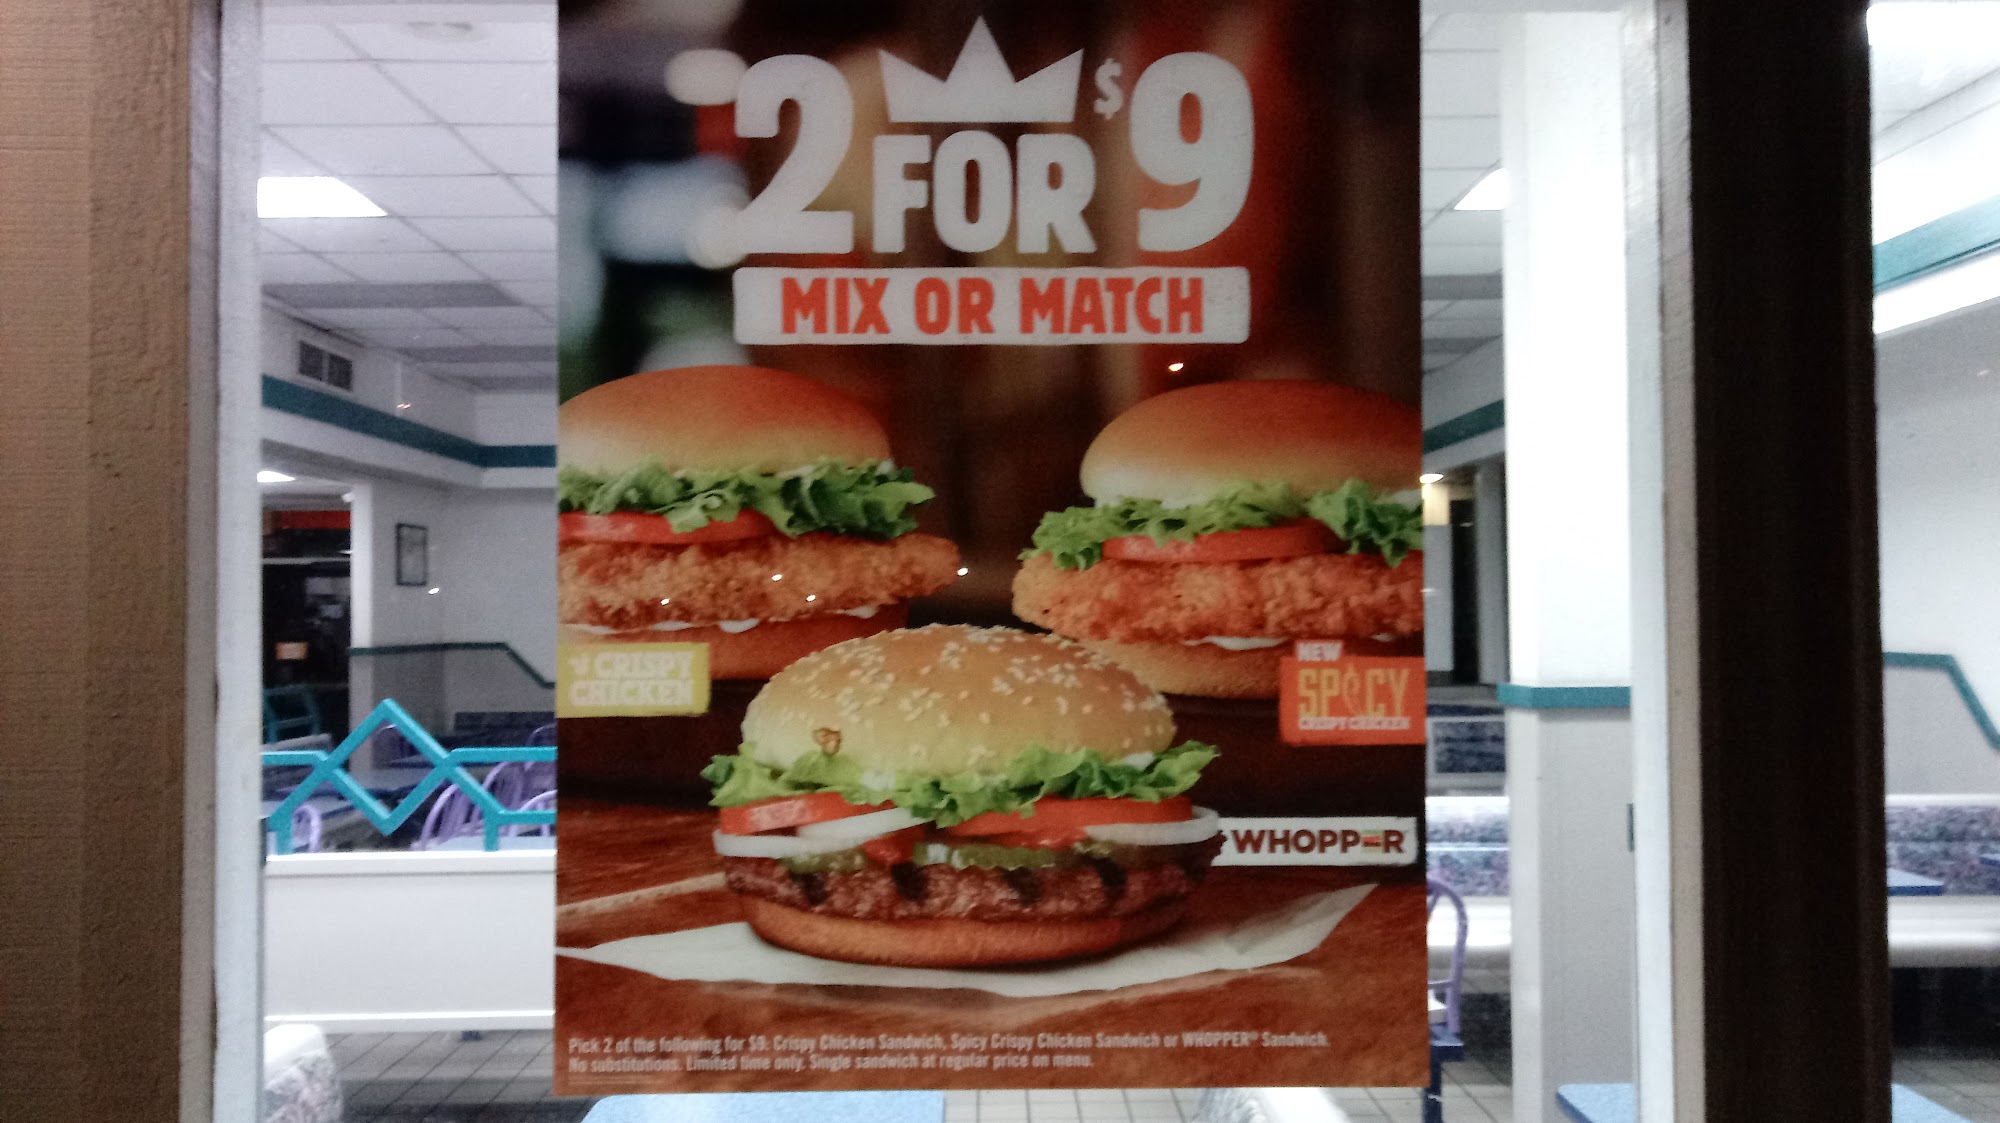 2 FOR $9
MIX OR MATCH
CRISPY
CHICKEN
NEW
SPICY
CRISPY CHICKEN
WHOPPER
Pick 2 of the following for $9: Crispy Chicken Sandwich, Spicy Crispy Chicken Sandwich or WHOPPER® Sandwich.
No substitutions. Limited time only. Single sandwich at regular price on menu.